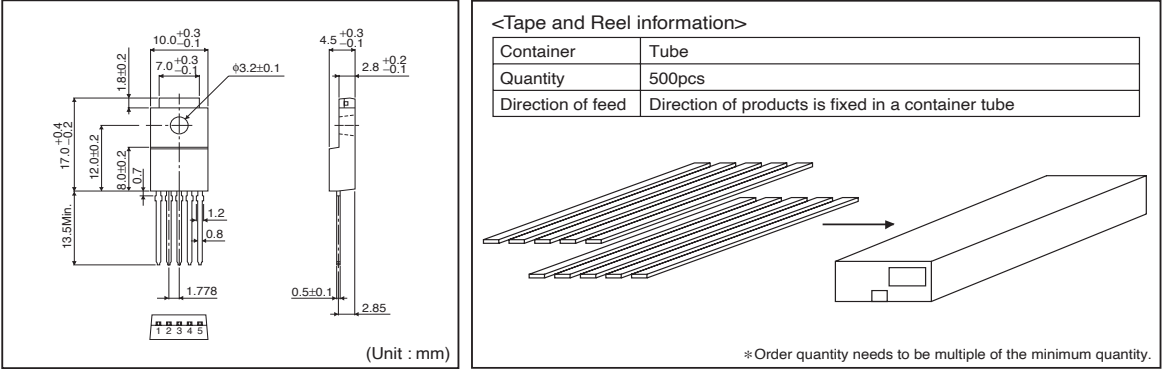 10.0 +0.3 −0.1
7.0 +0.3 −0.1
1.8±0.2
φ3.2±0.1
17.0 +0.4 −0.2
12.0±0.2
8.0±0.2
0.7
13.5Min.
1.2
0.8
1.778
1 2 3 4 5
4.5 +0.3 −0.1
2.8 +0.2 −0.1
0.5±0.1
2.85
(Unit : mm)
<Tape and Reel information>
Container Tube
Quantity 500pcs
Direction of feed Direction of products is fixed in a container tube
∗Order quantity needs to be multiple of the minimum quantity.